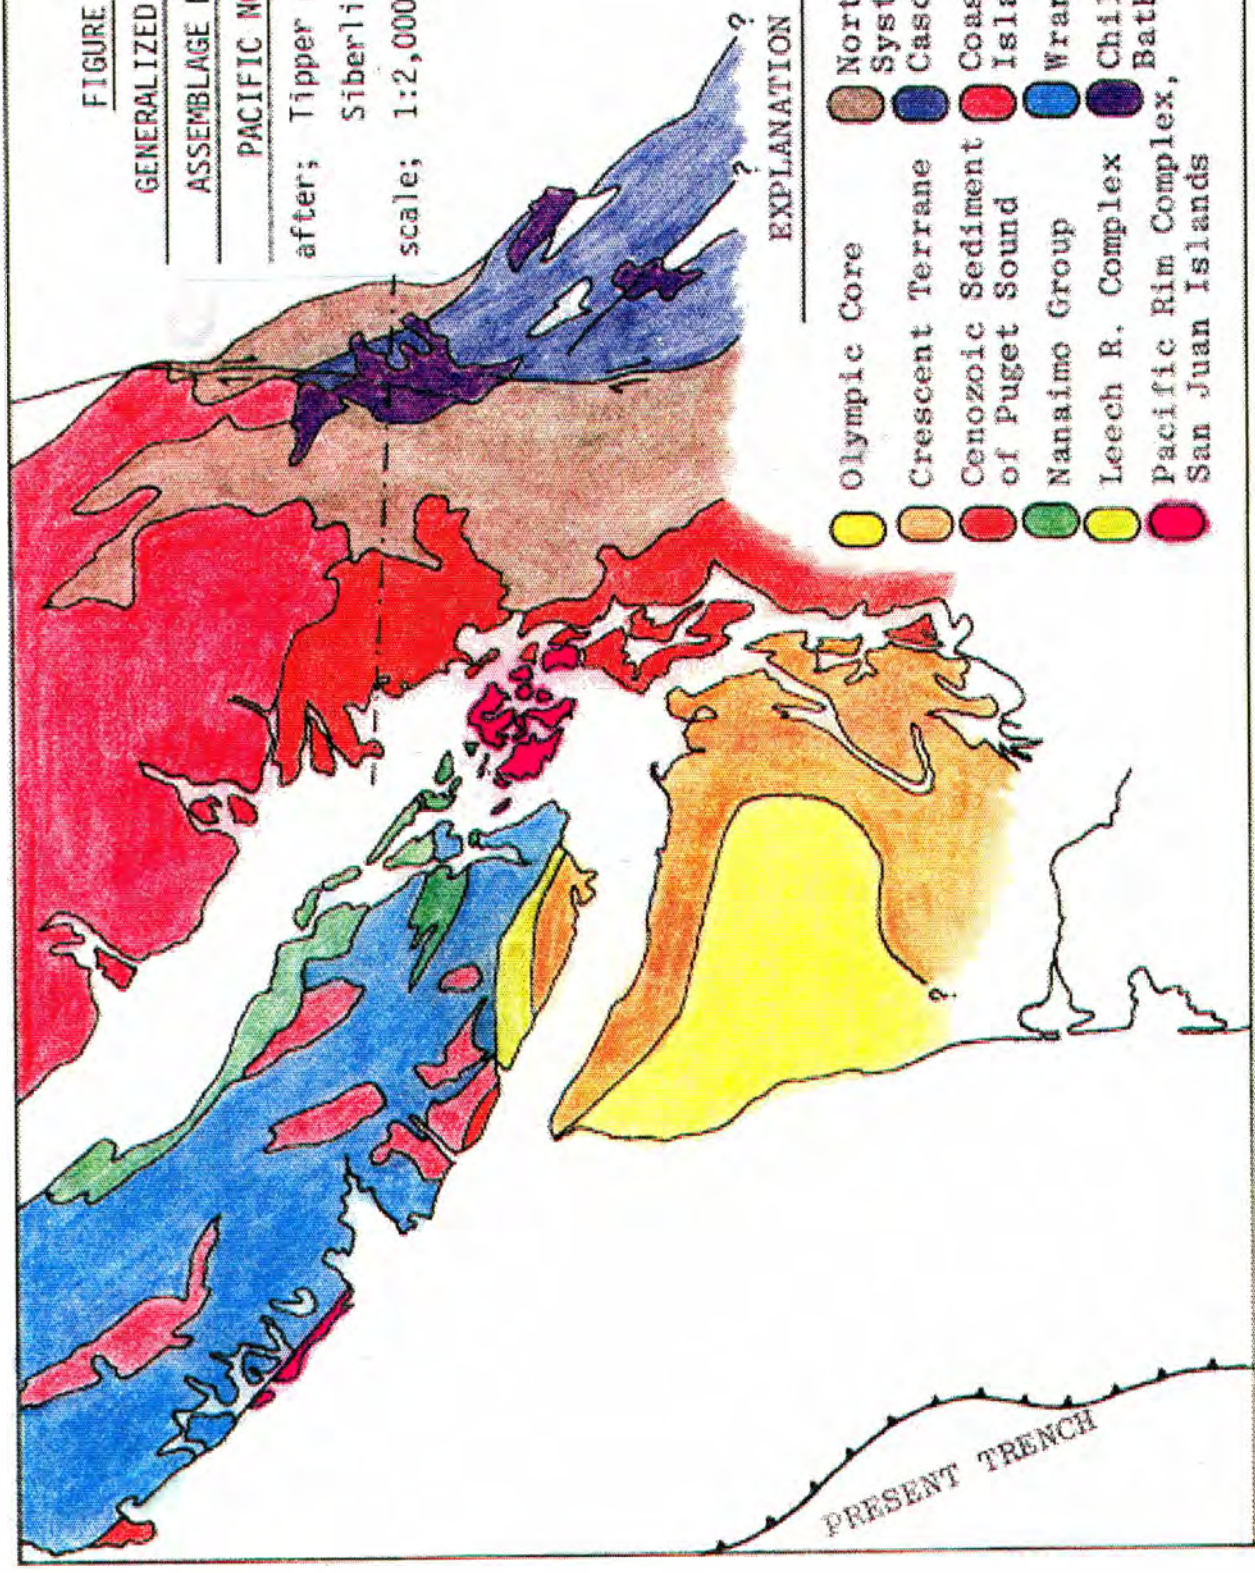 FIGURE
GENERALIZED
ASSEMBLAGE
PACIFIC NO
after; Tipper
Siberli
scale; 1:2,000
?
?
EXPLANATION
Olympic Core
Crescent Terrane
Cenozoic Sediment
of Puget Sound
Nanaimo Group
Leech R. Complex
Pacific Rim Complex,
San Juan Islands
Nort
Syst
Casc
Coas
Isla
Wran
Chil
Bath
?
PRESENT TRENCH